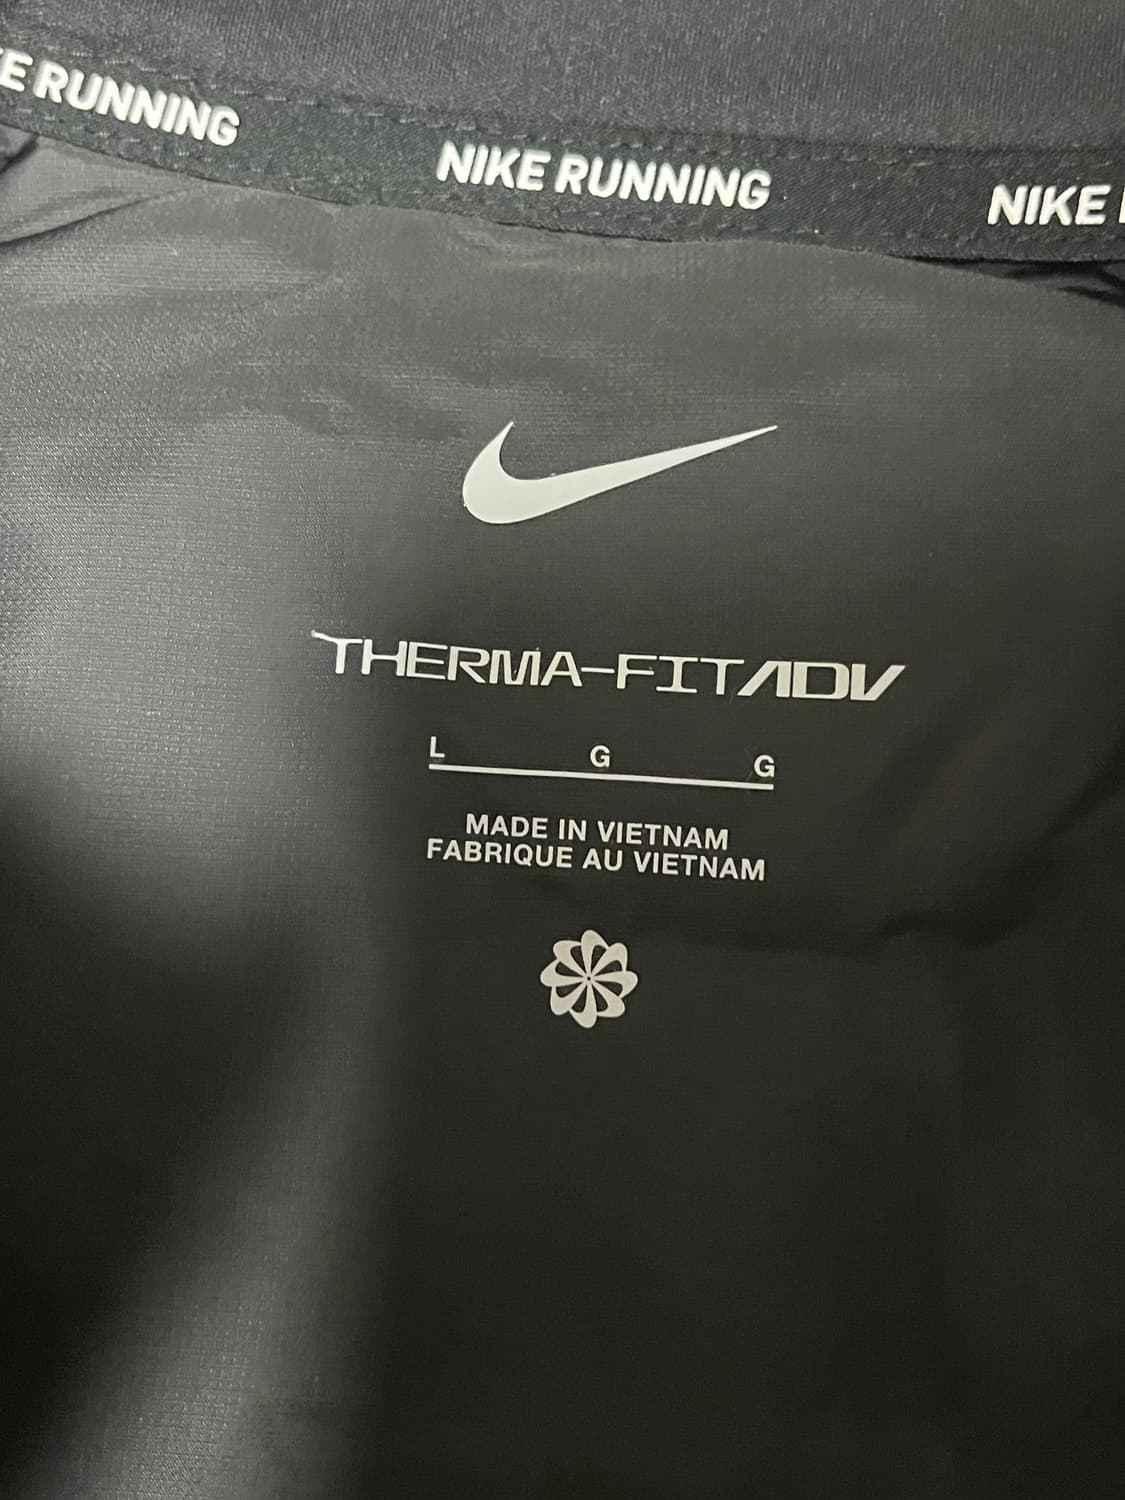 E RUNNING NIKE RUNNING NIKE
THERMA-FIT ADV
L G G
MADE IN VIETNAM
FABRIQUE AU VIETNAM